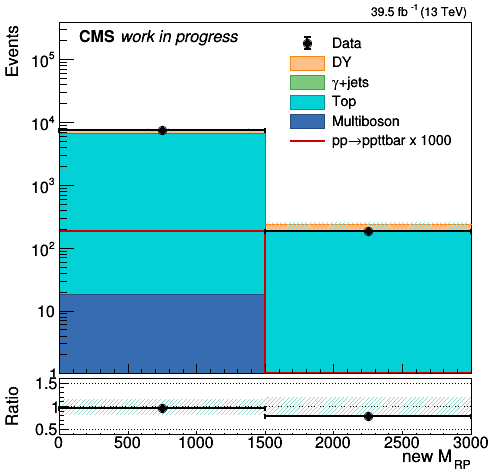 39.5 fb⁻¹ (13 TeV)
CMS work in progress
Events
10⁵
10⁴
10³
10²
10
1
Data
DY
γ+jets
Top
Multiboson
pp→ppttbar x 1000
Ratio
1.5
1
0.5
0 500 1000 1500 2000 2500 3000
new M_RP